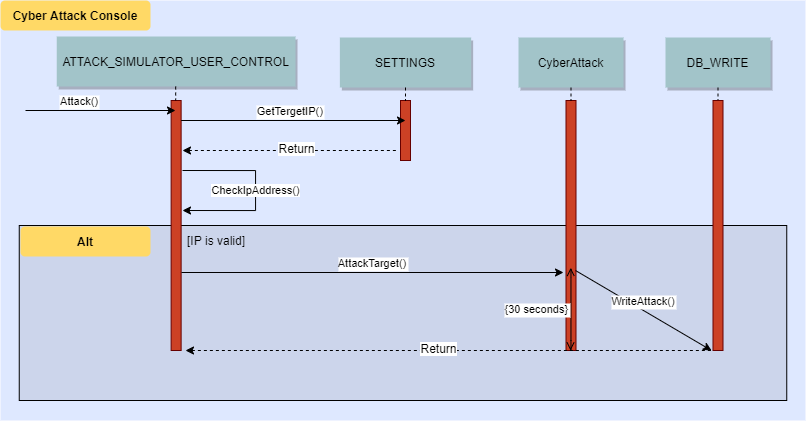 Cyber Attack Console
ATTACK_SIMULATOR_USER_CONTROL
SETTINGS
CyberAttack
DB_WRITE
Attack()
GetTergetIP()
Return
CheckIpAddress()
Alt
[IP is valid]
AttackTarget()
{30 seconds}
WriteAttack()
Return